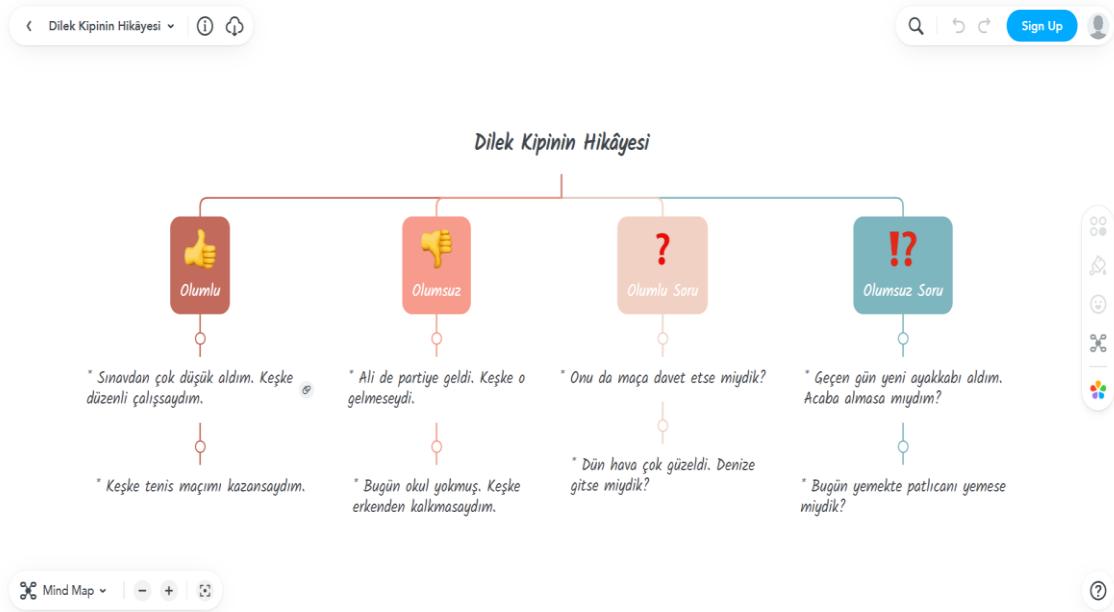 Dilek Kipinin Hikâyesi
Sign Up
Dilek Kipinin Hikâyesi
Olumlu
Olumsuz
Olumlu Soru
Olumsuz Soru
* Sınavdan çok düşük aldım. Keşke
düzenli çalışsaydım.
* Ali de partiye geldi. Keşke o
gelmeseydi.
* Onu da maça davet etse miydik?
* Geçen gün yeni ayakkabı aldım.
Acaba almasa mıydım?
* Keşke tenis maçımı kazansaydım.
* Bugün okul yokmuş. Keşke
erkenden kalkmasaydım.
* Dün hava çok güzeldi. Denize
gitse miydik?
* Bugün yemekte patlıcanı yemese
miydik?
Mind Map